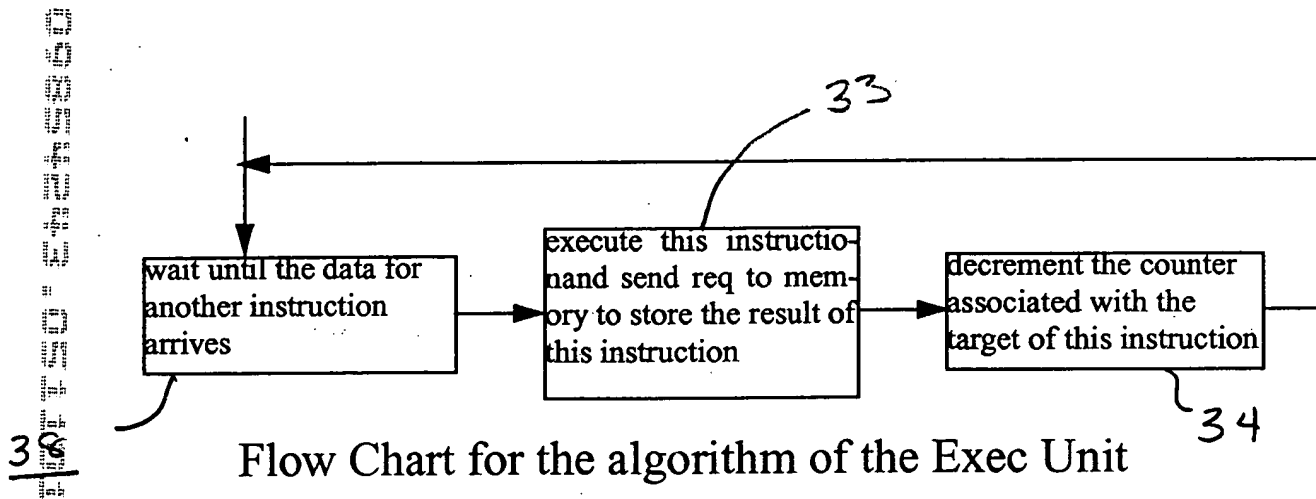 33
wait until the data for
another instruction
arrives
execute this instructio-
nand send req to mem-
ory to store the result of
this instruction
decrement the counter
associated with the
target of this instruction
34
38
Flow Chart for the algorithm of the Exec Unit